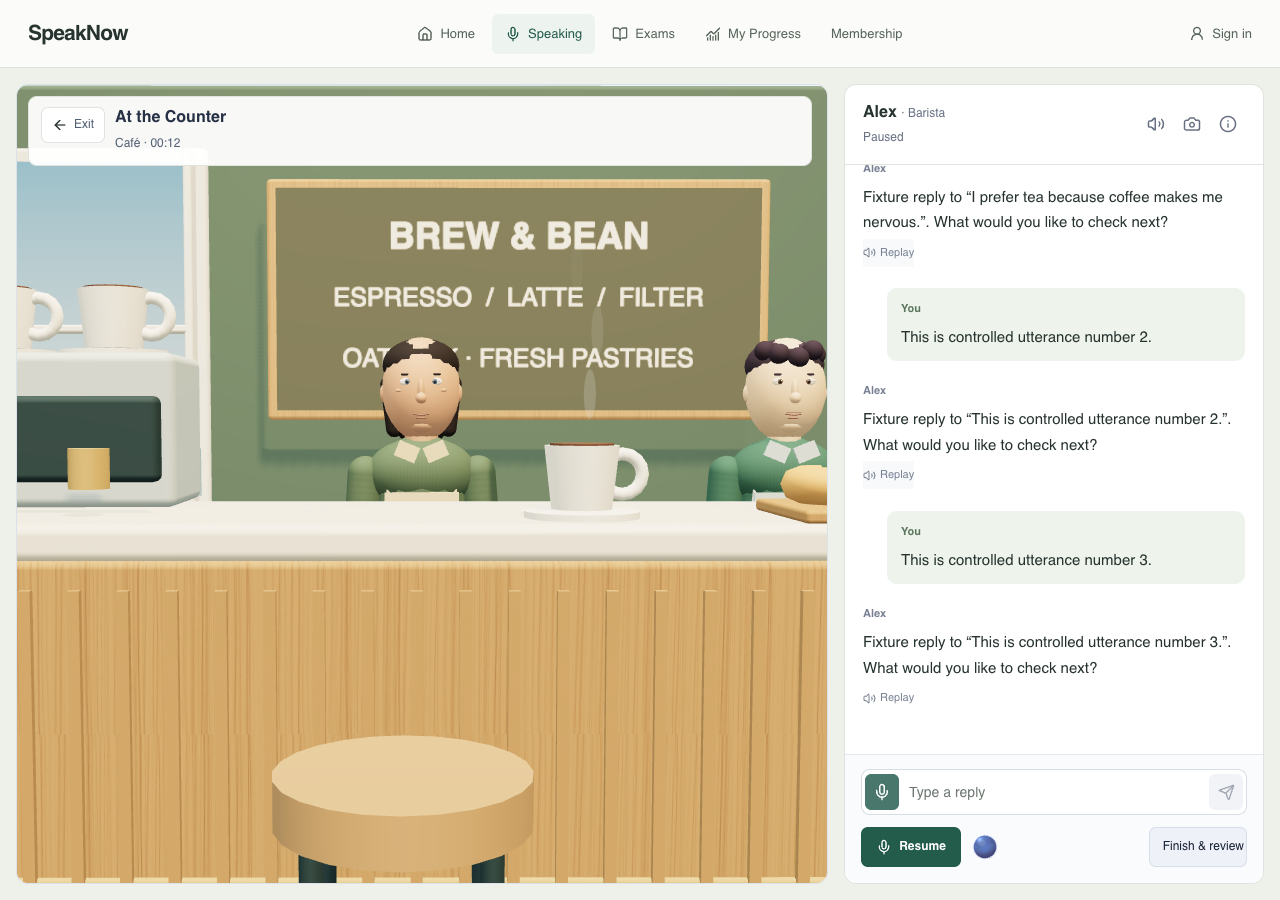 SpeakNow
Home
Speaking
Exams
My Progress
Membership
Sign in
Exit
At the Counter
Café · 00:12
BREW & BEAN
ESPRESSO / LATTE / FILTER
· FRESH PASTRIES
Alex · Barista
Paused
Alex
Fixture reply to “I prefer tea because coffee makes me
nervous.”. What would you like to check next?
Replay
You
This is controlled utterance number 2.
Alex
Fixture reply to “This is controlled utterance number 2.”.
What would you like to check next?
Replay
You
This is controlled utterance number 3.
Alex
Fixture reply to “This is controlled utterance number 3.”.
What would you like to check next?
Replay
Type a reply
Resume
Finish & review